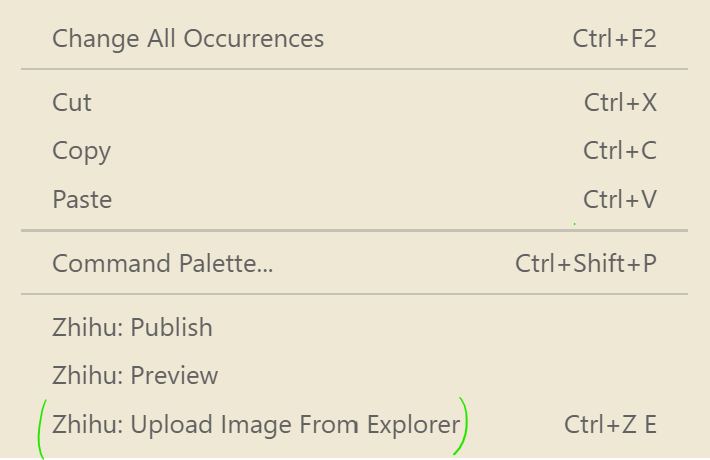 Change All Occurrences Ctrl+F2
Cut Ctrl+X
Copy Ctrl+C
Paste Ctrl+V
Command Palette... Ctrl+Shift+P
Zhihu: Publish
Zhihu: Preview
Zhihu: Upload Image From Explorer Ctrl+Z E